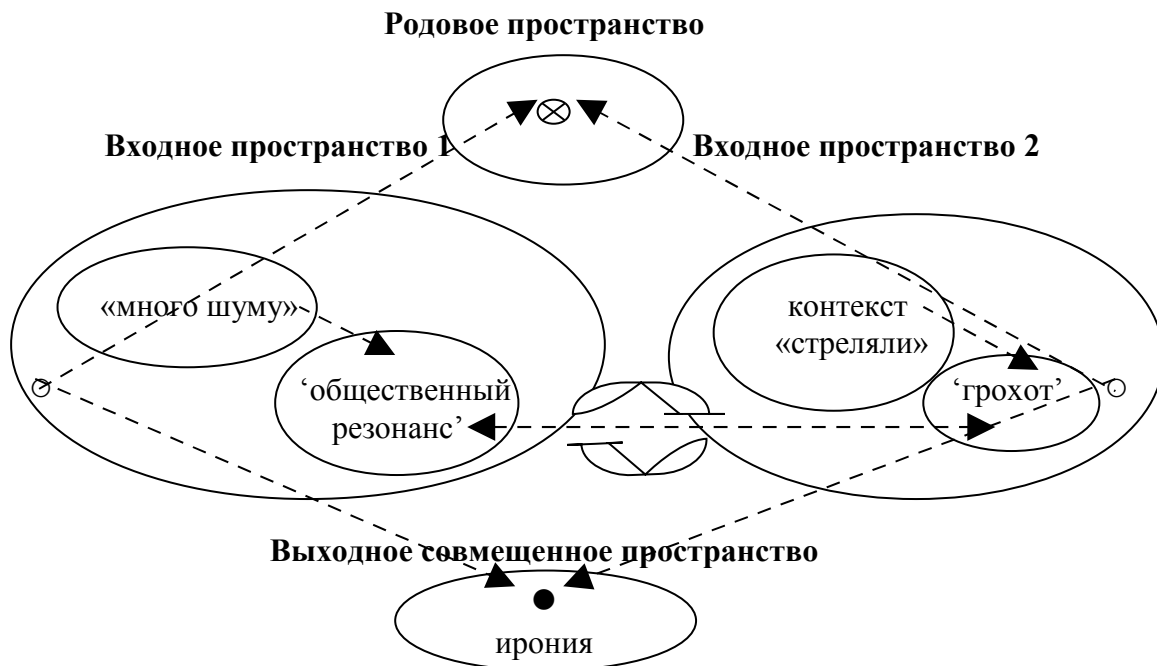 Родовое пространство
Входное пространство 1
Входное пространство 2
«много шуму»
‘общественный
резонанс’
контекст
«стреляли»
‘грохот’
Выходное совмещенное пространство
ирония